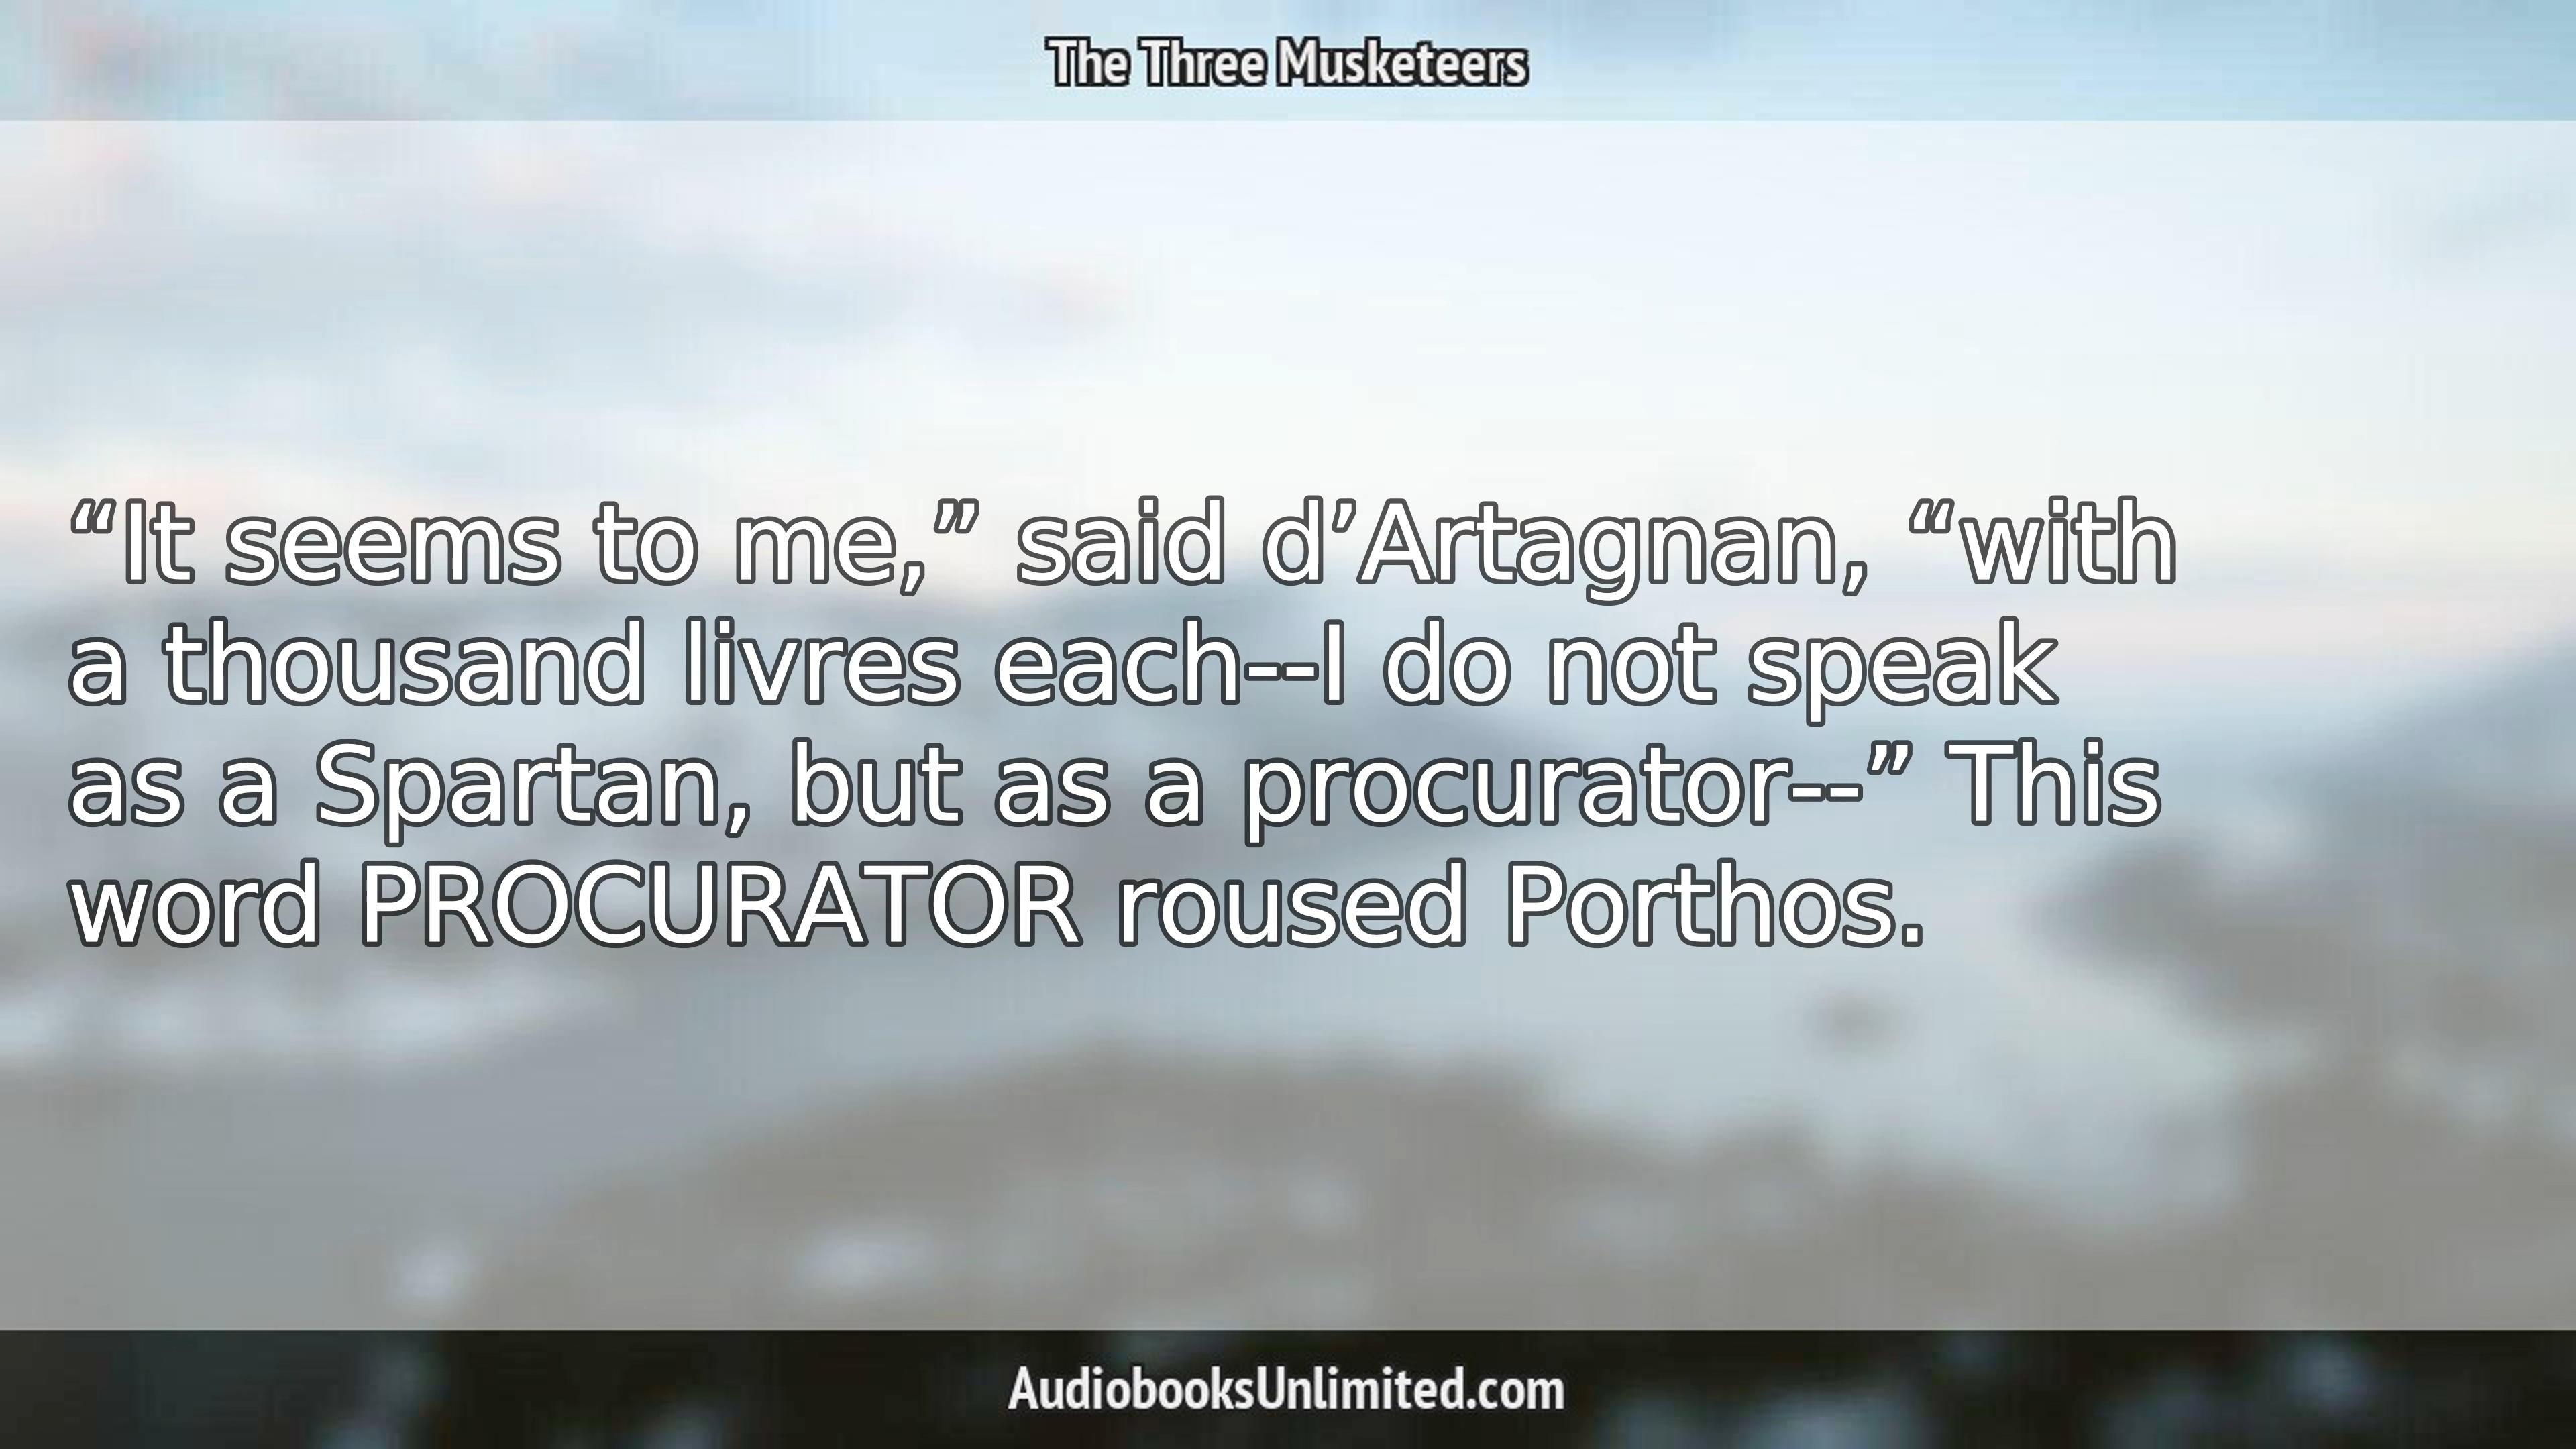 The Three Musketeers
“It seems to me,” said d’Artagnan, “with
a thousand livres each--I do not speak
as a Spartan, but as a procurator--” This
word PROCURATOR roused Porthos.
AudiobooksUnlimited.com